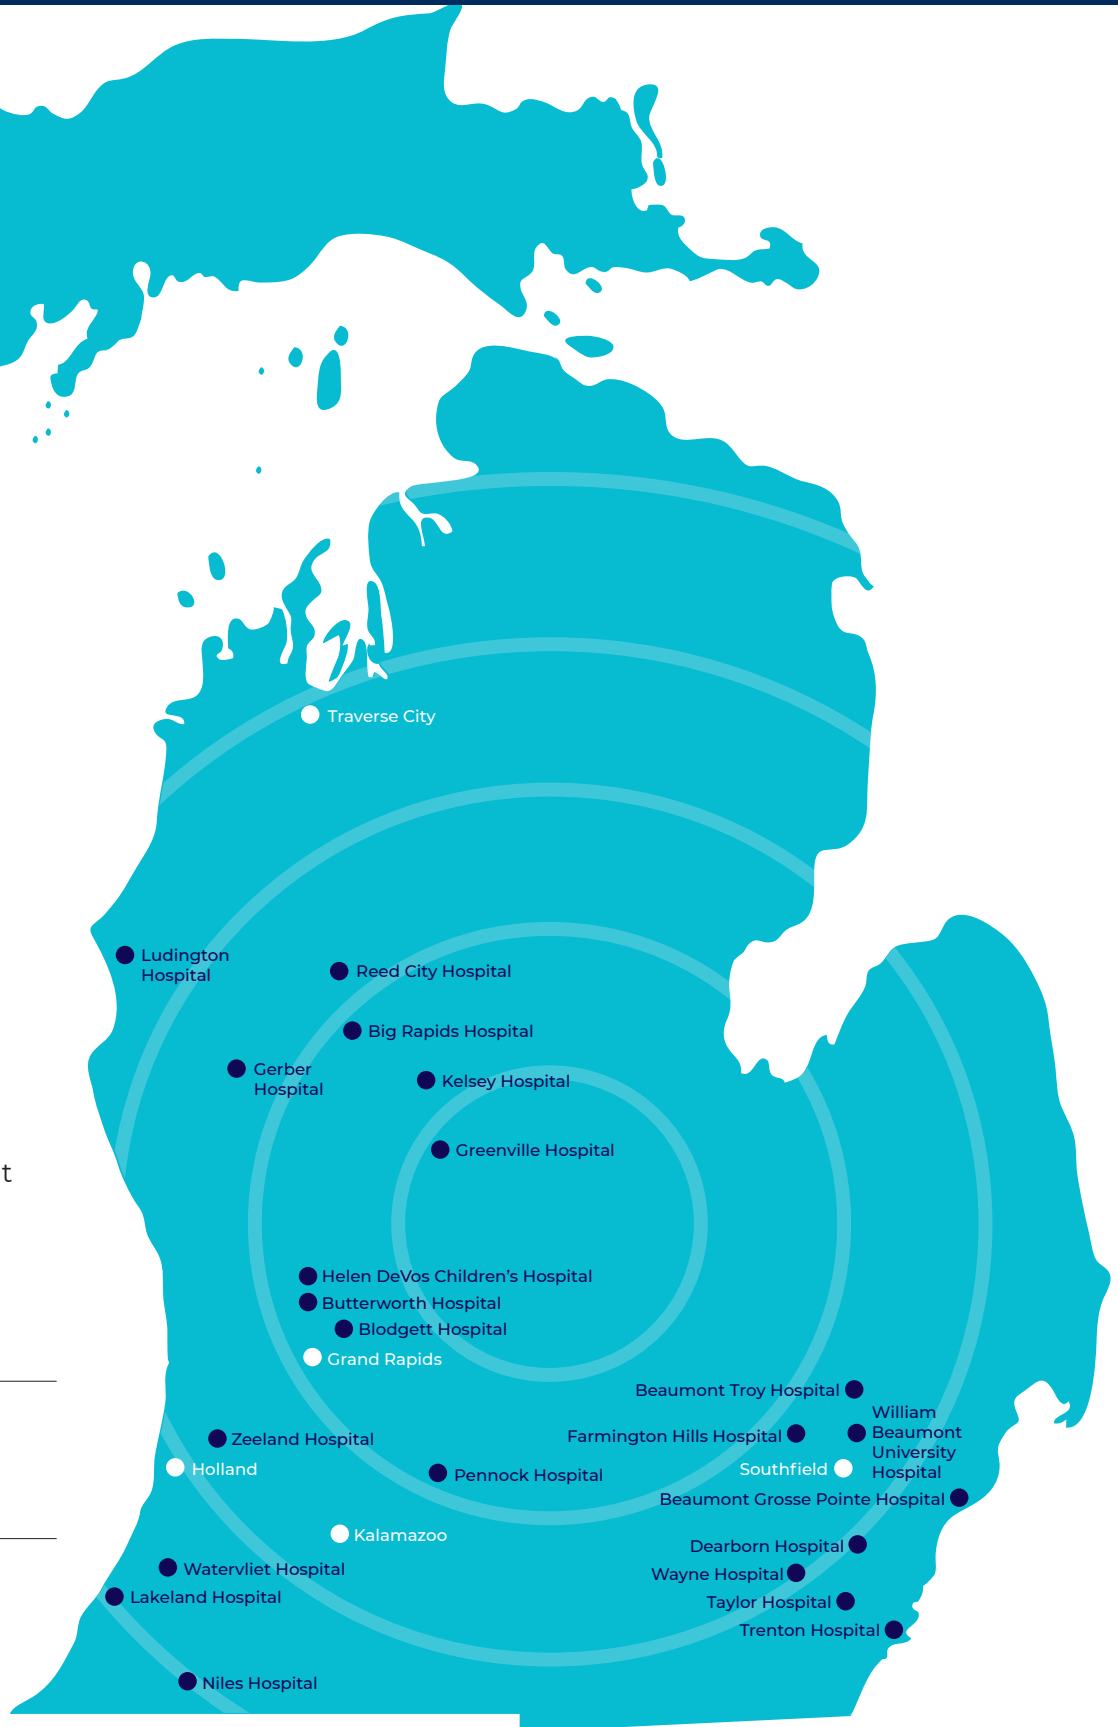 Traverse City
Ludington
Hospital
Reed City Hospital
Big Rapids Hospital
Gerber
Hospital
Kelsey Hospital
Greenville Hospital
t
Helen DeVos Children’s Hospital
Butterworth Hospital
Blodgett Hospital
Grand Rapids
Beaumont Troy Hospital
William
Beaumont
University
Hospital
Farmington Hills Hospital
Zeeland Hospital
Holland
Southfield
Pennock Hospital
Beaumont Grosse Pointe Hospital
Kalamazoo
Dearborn Hospital
Watervliet Hospital
Wayne Hospital
Lakeland Hospital
Taylor Hospital
Trenton Hospital
Niles Hospital